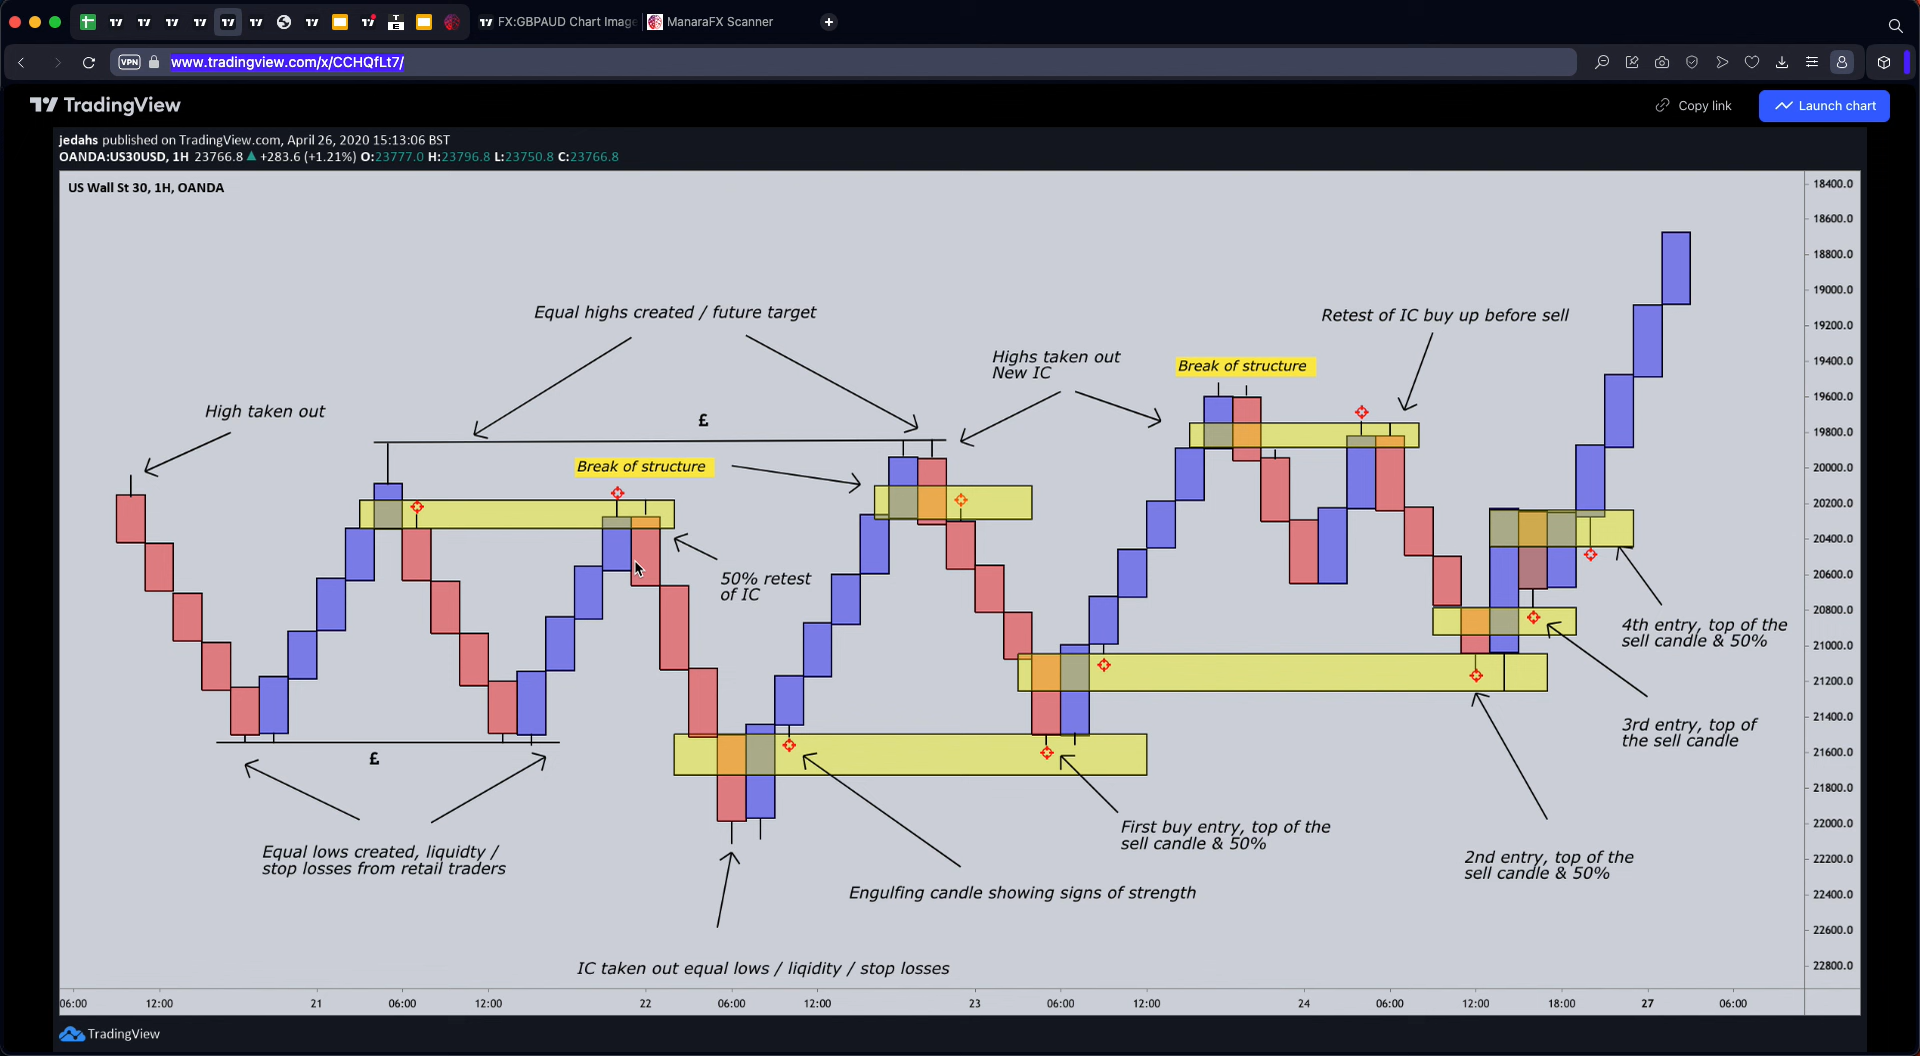 FX:GBPAUD Chart Image
ManaraFX Scanner
VPN
www.tradingview.com/x/CCHQfLt7/
TradingView
Copy link
Launch chart
jedahs published on TradingView.com, April 26, 2020 15:13:06 BST
OANDA:US30USD, 1H 23766.8 ▲ +283.6 (+1.21%) O:23777.0 H:23796.8 L:23750.8 C:23766.8
US Wall St 30, 1H, OANDA
18400.0
18600.0
18800.0
19000.0
19200.0
19400.0
19600.0
19800.0
20000.0
20200.0
20400.0
20600.0
20800.0
21000.0
21200.0
21400.0
21600.0
21800.0
22000.0
22200.0
22400.0
22600.0
22800.0
Equal highs created / future target
Retest of IC buy up before sell
Highs taken out
New IC
Break of structure
High taken out
£
Break of structure
50% retest
of IC
4th entry, top of the
sell candle & 50%
3rd entry, top of
the sell candle
£
First buy entry, top of the
sell candle & 50%
Equal lows created, liquidty /
stop losses from retail traders
2nd entry, top of the
sell candle & 50%
Engulfing candle showing signs of strength
IC taken out equal lows / liqidity / stop losses
06:00 12:00 21 06:00 12:00 22 06:00 12:00 23 06:00 12:00 24 06:00 12:00 18:00 27 06:00
TradingView